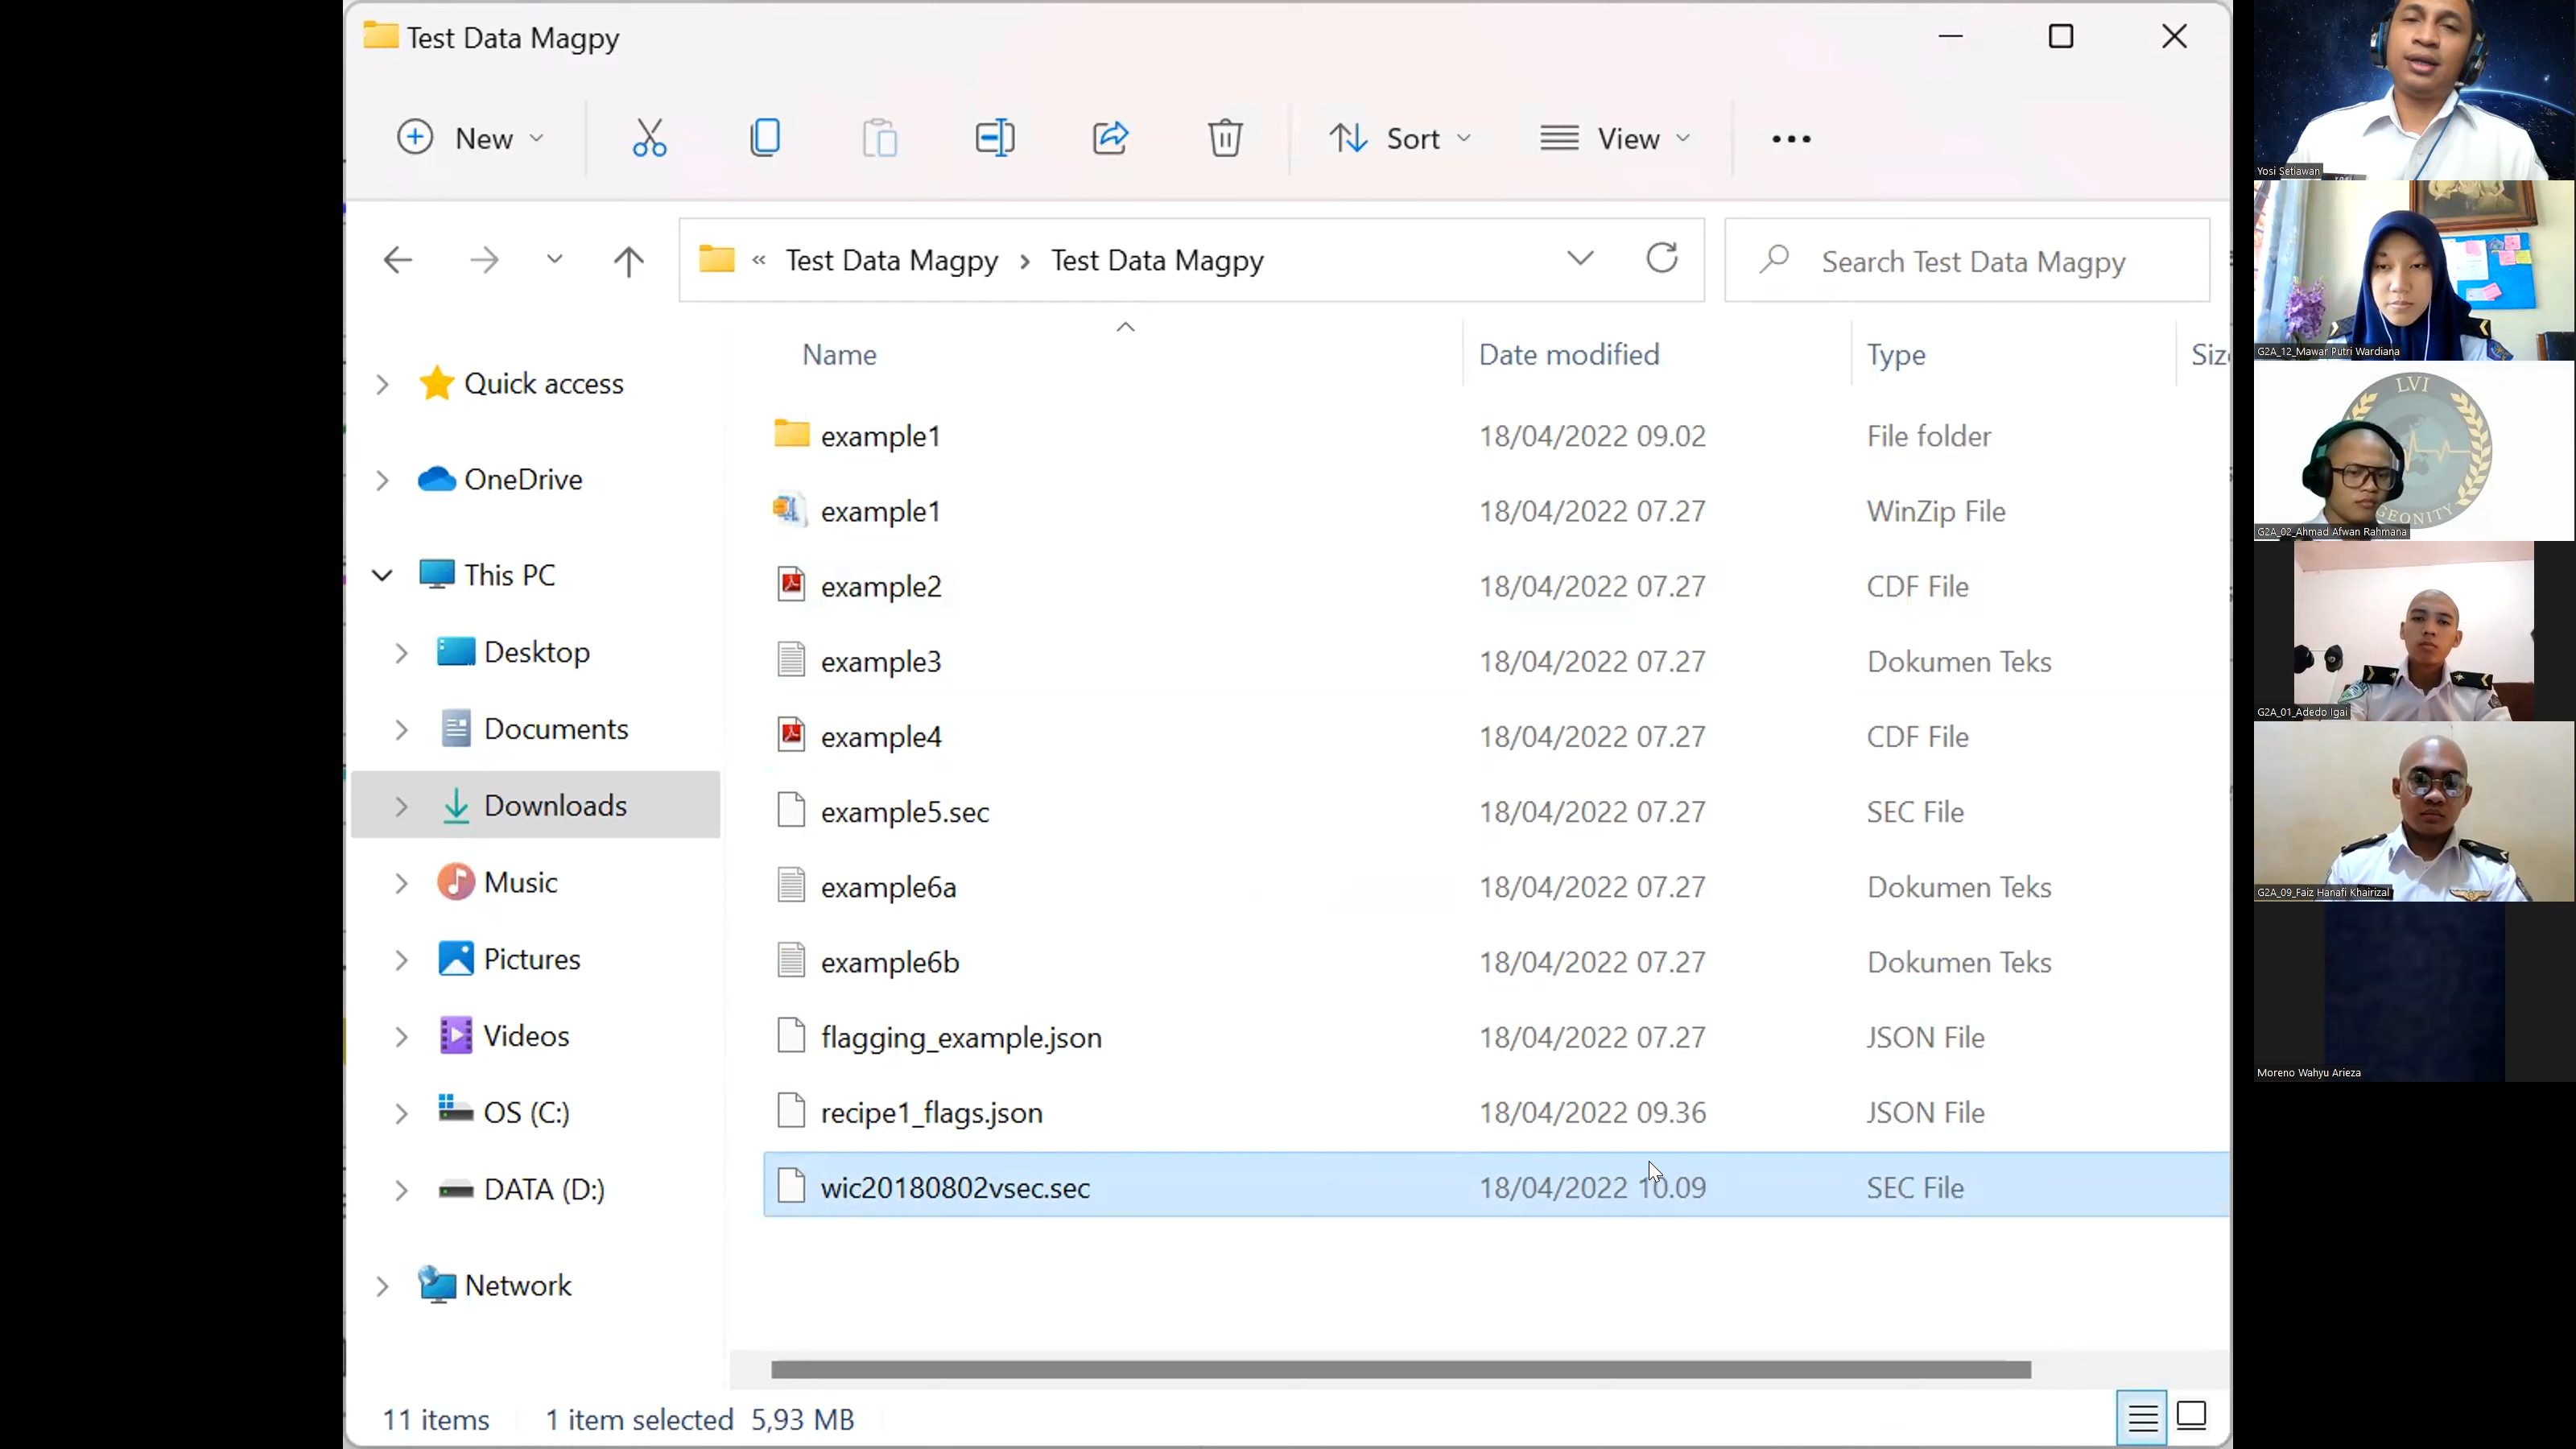 Test Data Magpy
New
Sort
View
« Test Data Magpy › Test Data Magpy
Search Test Data Magpy
Name Date modified Type
Quick access
OneDrive
This PC
Desktop
Documents
Downloads
Music
Pictures
Videos
OS (C:)
DATA (D:)
Network
example1 18/04/2022 09.02 File folder
example1 18/04/2022 07.27 WinZip File
example2 18/04/2022 07.27 CDF File
example3 18/04/2022 07.27 Dokumen Teks
example4 18/04/2022 07.27 CDF File
example5.sec 18/04/2022 07.27 SEC File
example6a 18/04/2022 07.27 Dokumen Teks
example6b 18/04/2022 07.27 Dokumen Teks
flagging_example.json 18/04/2022 07.27 JSON File
recipe1_flags.json 18/04/2022 09.36 JSON File
wic20180802vsec.sec 18/04/2022 10.09 SEC File
11 items 1 item selected 5,93 MB
Yosi Setiawan
G2A_12_Mawar Putri Wardiana
LVI
GEONITY
G2A_02_Ahmad Afwan Rahmana
G2A_01_Adedo Igai
G2A_09_Faiz Hanafi Khairizal
Moreno Wahyu Arieza